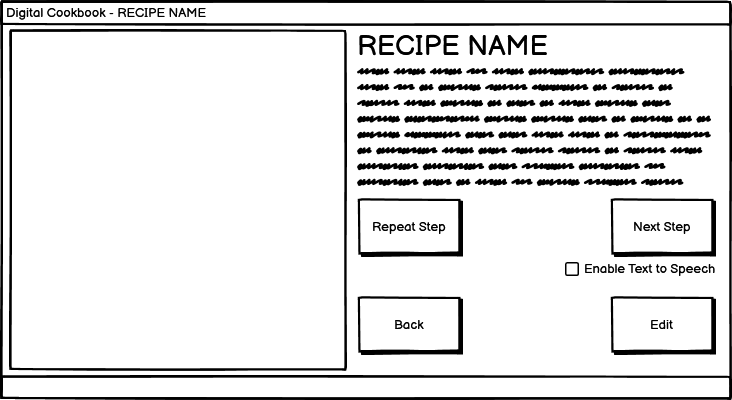 Digital Cookbook - RECIPE NAME
RECIPE NAME
Repeat Step
Next Step
Enable Text to Speech
Back
Edit